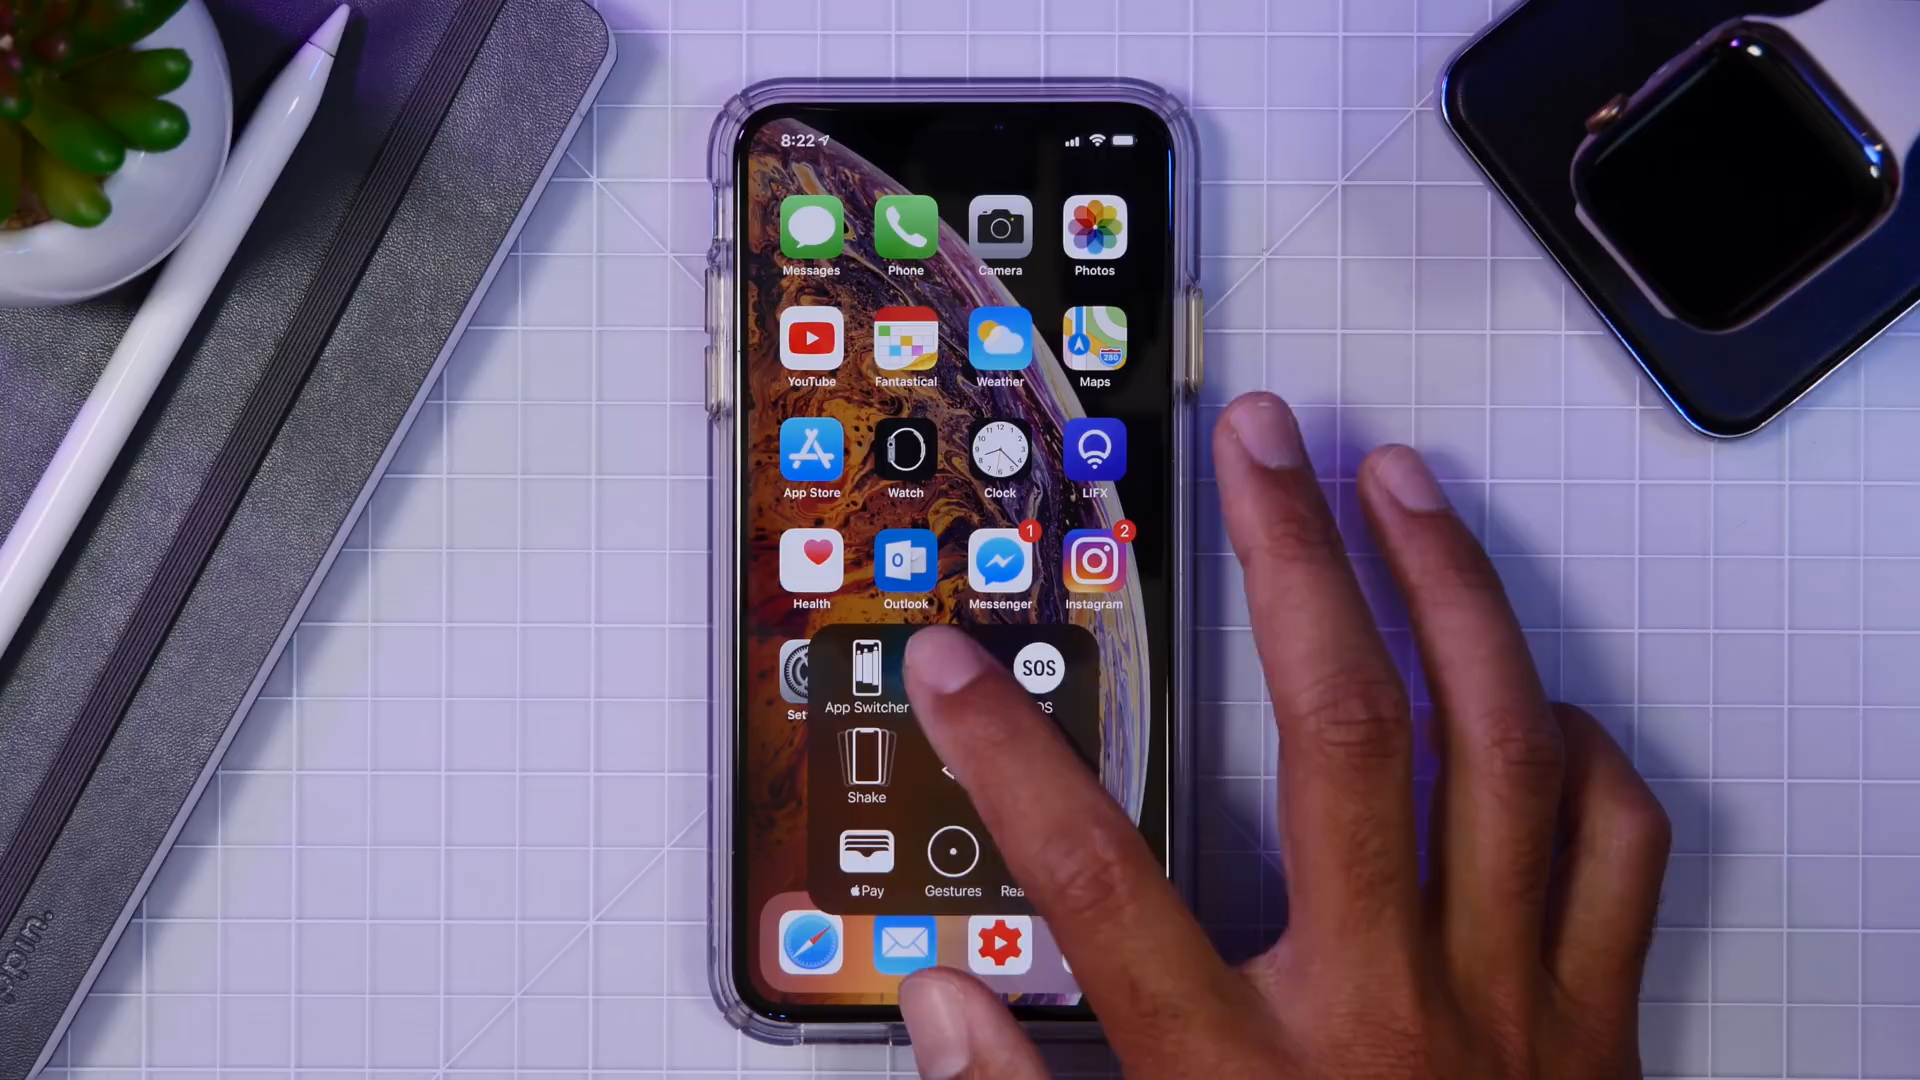 8:22
Messages
Phone
Camera
Photos
YouTube
Fantastical
Weather
280
Maps
App Store
Watch
Clock
LIFX
Health
O
Outlook
1
Messenger
2
Instagram
SOS
App Switcher
Shake
Pay
Gestures